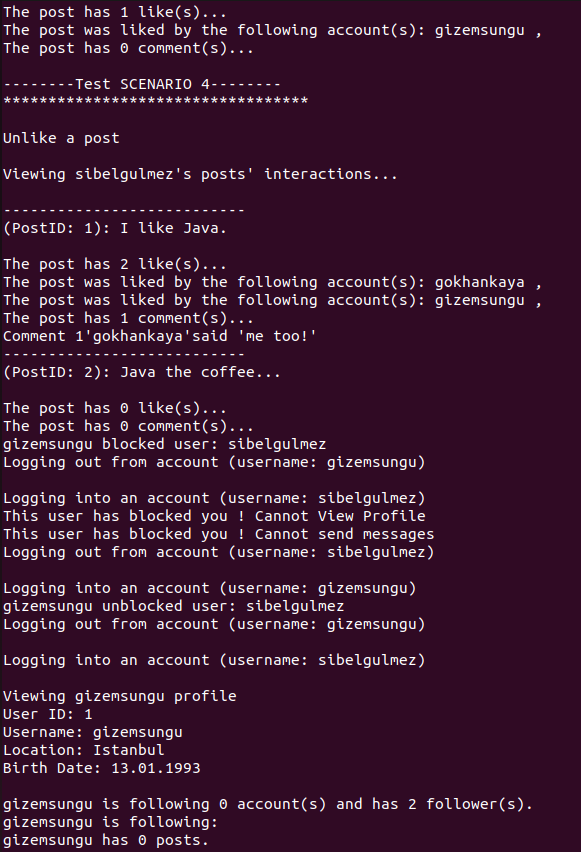 The post has 1 like(s)...
The post was liked by the following account(s): gizemsungu ,
The post has 0 comment(s)...
--------Test SCENARIO 4--------
**********************************
Unlike a post
Viewing sibelgulmez's posts' interactions...
---------------------------
(PostID: 1): I like Java.
The post has 2 like(s)...
The post was liked by the following account(s): gokhankaya ,
The post was liked by the following account(s): gizemsungu ,
The post has 1 comment(s)...
Comment 1'gokhankaya'said 'me too!'
---------------------------
(PostID: 2): Java the coffee...
The post has 0 like(s)...
The post has 0 comment(s)...
gizemsungu blocked user: sibelgulmez
Logging out from account (username: gizemsungu)
Logging into an account (username: sibelgulmez)
This user has blocked you ! Cannot View Profile
This user has blocked you ! Cannot send messages
Logging out from account (username: sibelgulmez)
Logging into an account (username: gizemsungu)
gizemsungu unblocked user: sibelgulmez
Logging out from account (username: gizemsungu)
Logging into an account (username: sibelgulmez)
Viewing gizemsungu profile
User ID: 1
Username: gizemsungu
Location: Istanbul
Birth Date: 13.01.1993
gizemsungu is following 0 account(s) and has 2 follower(s).
gizemsungu is following:
gizemsungu has 0 posts.